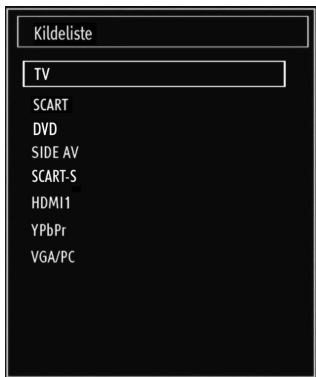 Kildeliste
TV
SCART
DVD
SIDE AV
SCART-S
HDMI1
YPbPr
VGA/PC